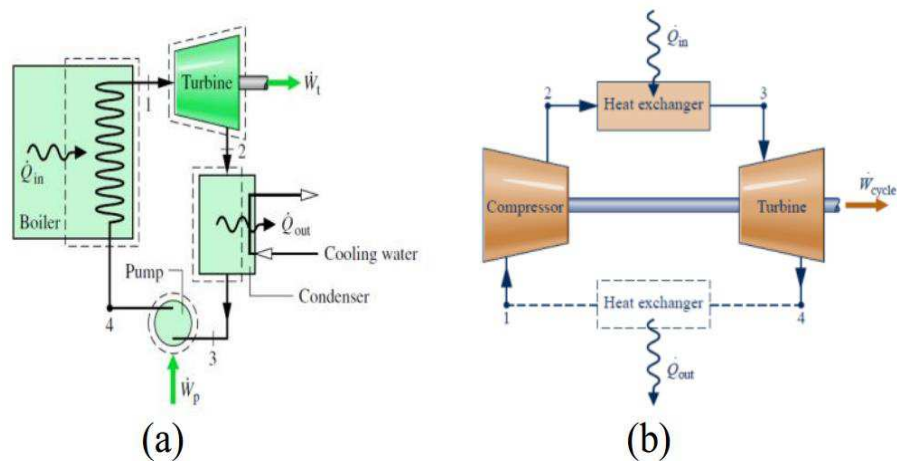 Turbine
Ẇt
1
2
Q̇in
Boiler
Q̇out
Cooling water
Condenser
Pump
4
3
Ẇp
(a)
Q̇in
2
Heat exchanger
3
Compressor
Turbine
Ẇcycle
1
Heat exchanger
4
Q̇out
(b)